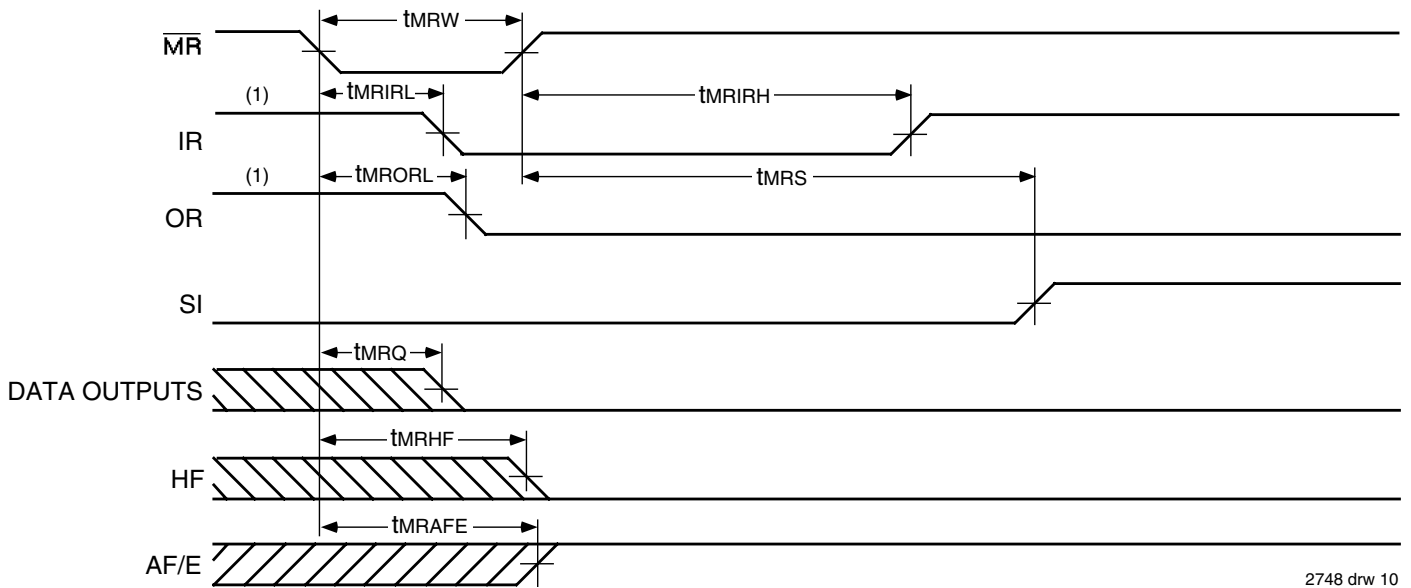 tMRW
MR
(1)
tMRIRL
tMRIRH
IR
(1)
tMRORL
tMRS
OR
SI
tMRQ
DATA OUTPUTS
tMRHF
HF
tMRAFE
AF/E
2748 drw 10